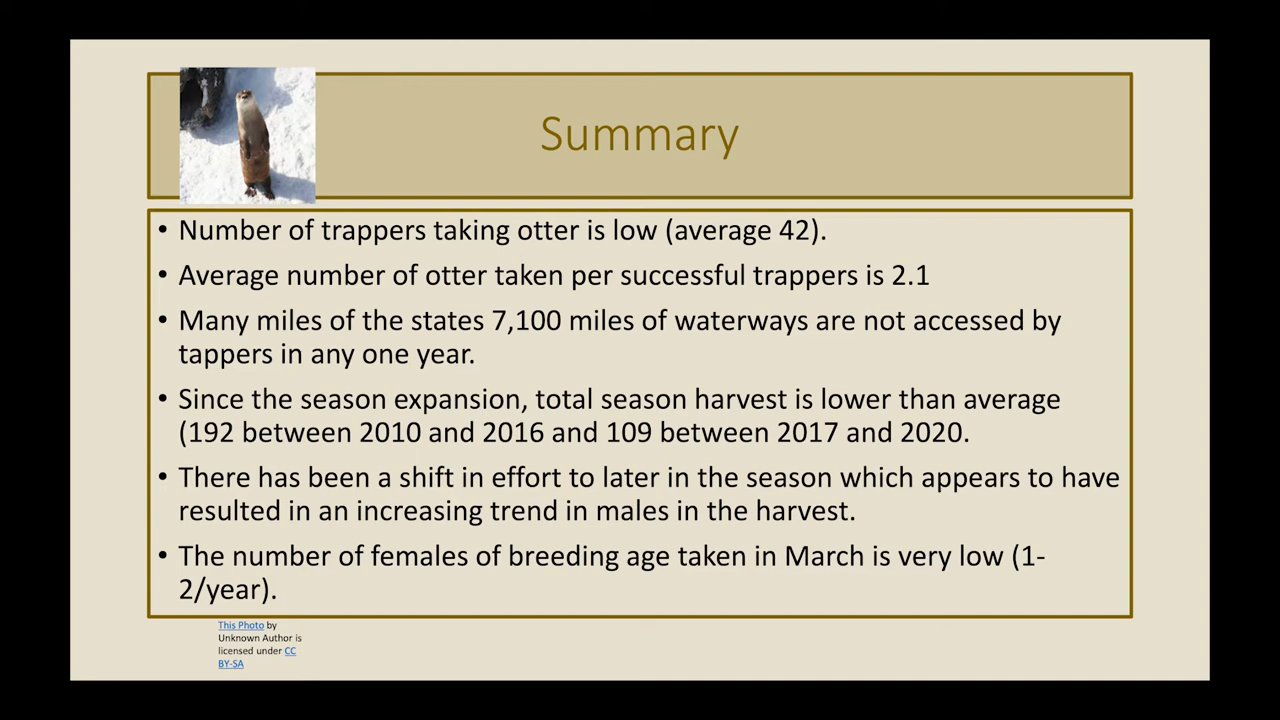 Summary
• Number of trappers taking otter is low (average 42).
• Average number of otter taken per successful trappers is 2.1
• Many miles of the states 7,100 miles of waterways are not accessed by
tappers in any one year.
• Since the season expansion, total season harvest is lower than average
(192 between 2010 and 2016 and 109 between 2017 and 2020.
• There has been a shift in effort to later in the season which appears to have
resulted in an increasing trend in males in the harvest.
• The number of females of breeding age taken in March is very low (1-
2/year).
This Photo by
Unknown Author is
licensed under CC
BY-SA